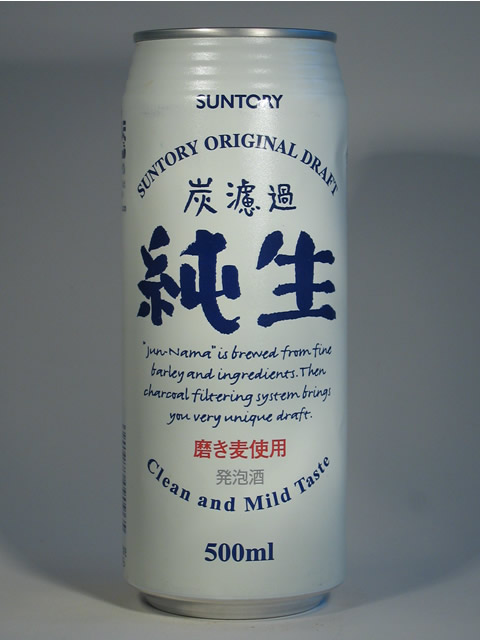 SUNTORY
SUNTORY ORIGINAL DRAFT
炭濾過
純生
"Jun-Nama" is brewed from fine
barley and ingredients. Then
charcoal filtering system brings
you very unique draft.
磨き麦使用
発泡酒
Clean and Mild Taste
500ml